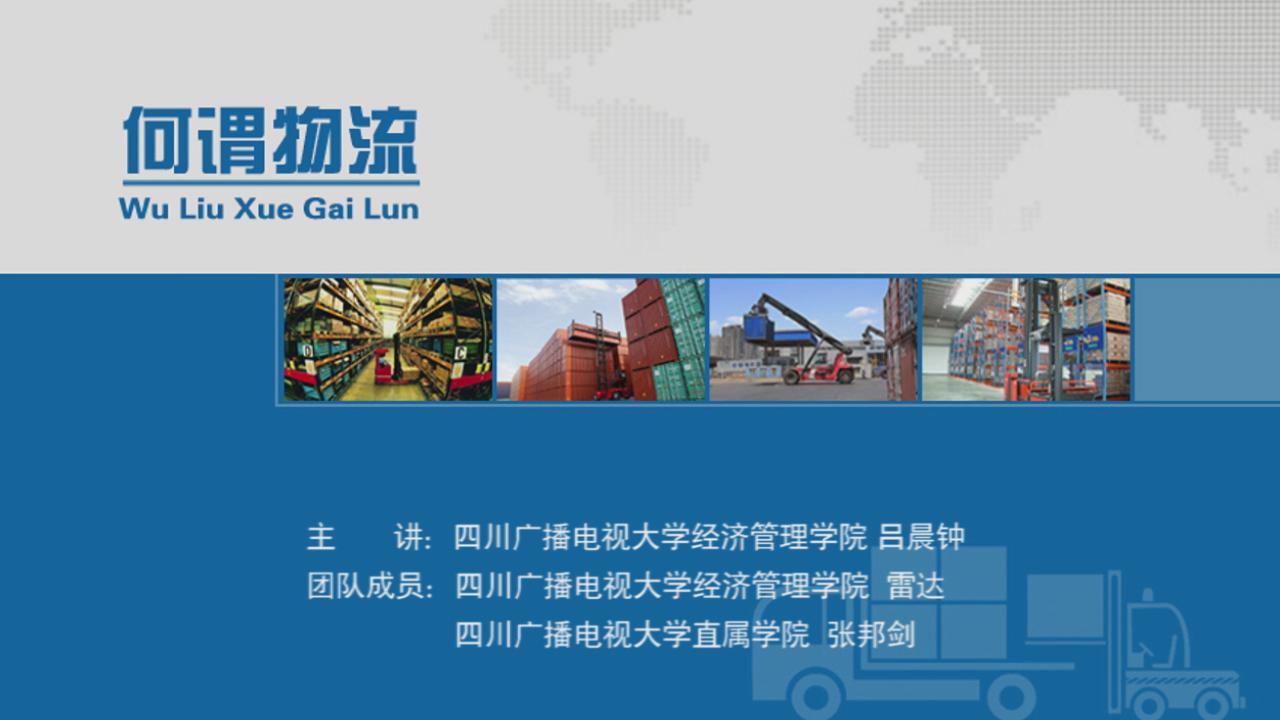 何谓物流
Wu Liu Xue Gai Lun
D
C
主 讲: 四川广播电视大学经济管理学院 吕晨钟
团队成员: 四川广播电视大学经济管理学院 雷达
四川广播电视大学直属学院 张邦剑